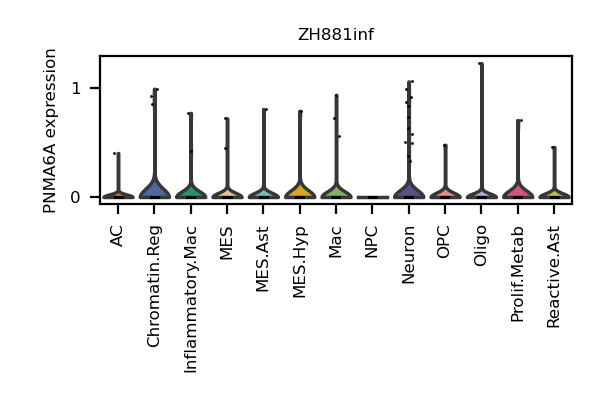 ZH881inf
PNMA6A expression
1
0
AC
Chromatin.Reg
Inflammatory.Mac
MES
MES.Ast
MES.Hyp
Mac
NPC
Neuron
OPC
Oligo
Prolif.Metab
Reactive.Ast